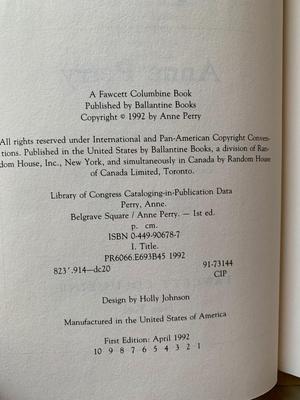 A Fawcett Columbine Book
Published by Ballantine Books
Copyright © 1992 by Anne Perry
All rights reserved under International and Pan-American Copyright Conven-
tions. Published in the United States by Ballantine Books, a division of Ran-
dom House, Inc., New York, and simultaneously in Canada by Random House
of Canada Limited, Toronto.
Library of Congress Cataloging-in-Publication Data
Perry, Anne.
Belgrave Square / Anne Perry. — 1st ed.
p. cm.
ISBN 0-449-90678-7
I. Title.
PR6066.E693B45 1992
823'.914—dc20 91-73144
CIP
Design by Holly Johnson
Manufactured in the United States of America
First Edition: April 1992
10 9 8 7 6 5 4 3 2 1